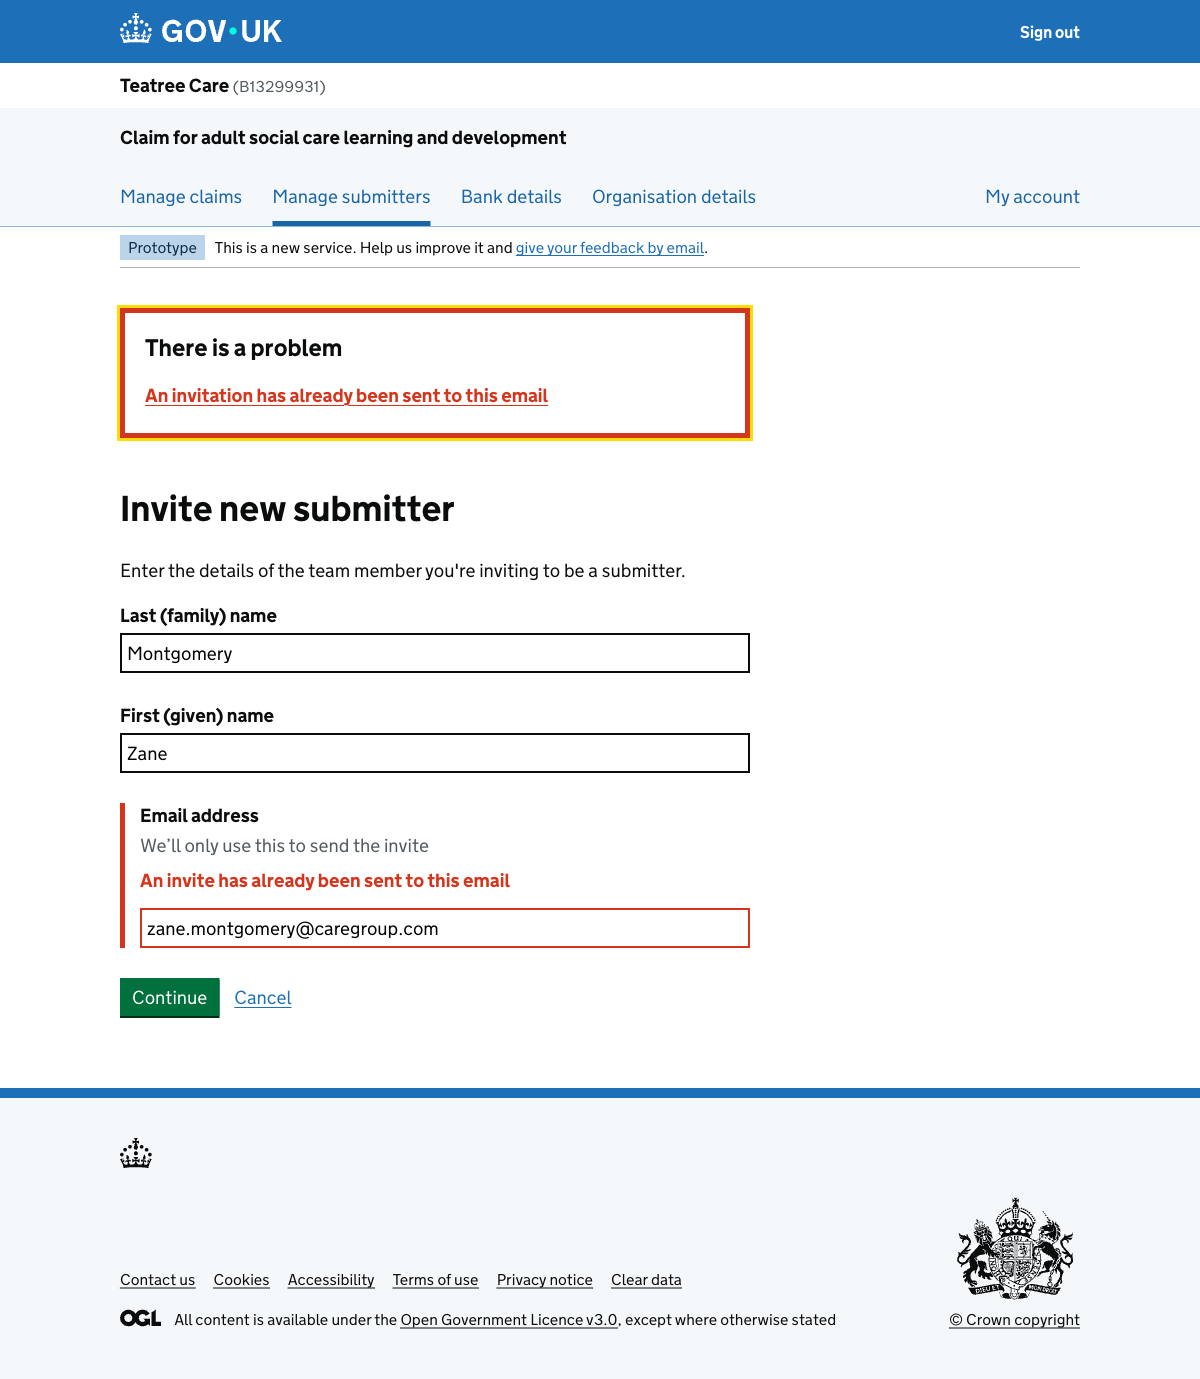 GOV•UK
Sign out
Teatree Care (B13299931)
Claim for adult social care learning and development
Manage claims Manage submitters Bank details Organisation details My account
Prototype This is a new service. Help us improve it and give your feedback by email.
There is a problem
An invitation has already been sent to this email
Invite new submitter
Enter the details of the team member you're inviting to be a submitter.
Last (family) name
Montgomery
First (given) name
Zane
Email address
We’ll only use this to send the invite
An invite has already been sent to this email
zane.montgomery@caregroup.com
Continue Cancel
Contact us Cookies Accessibility Terms of use Privacy notice Clear data
OGL All content is available under the Open Government Licence v3.0, except where otherwise stated
© Crown copyright